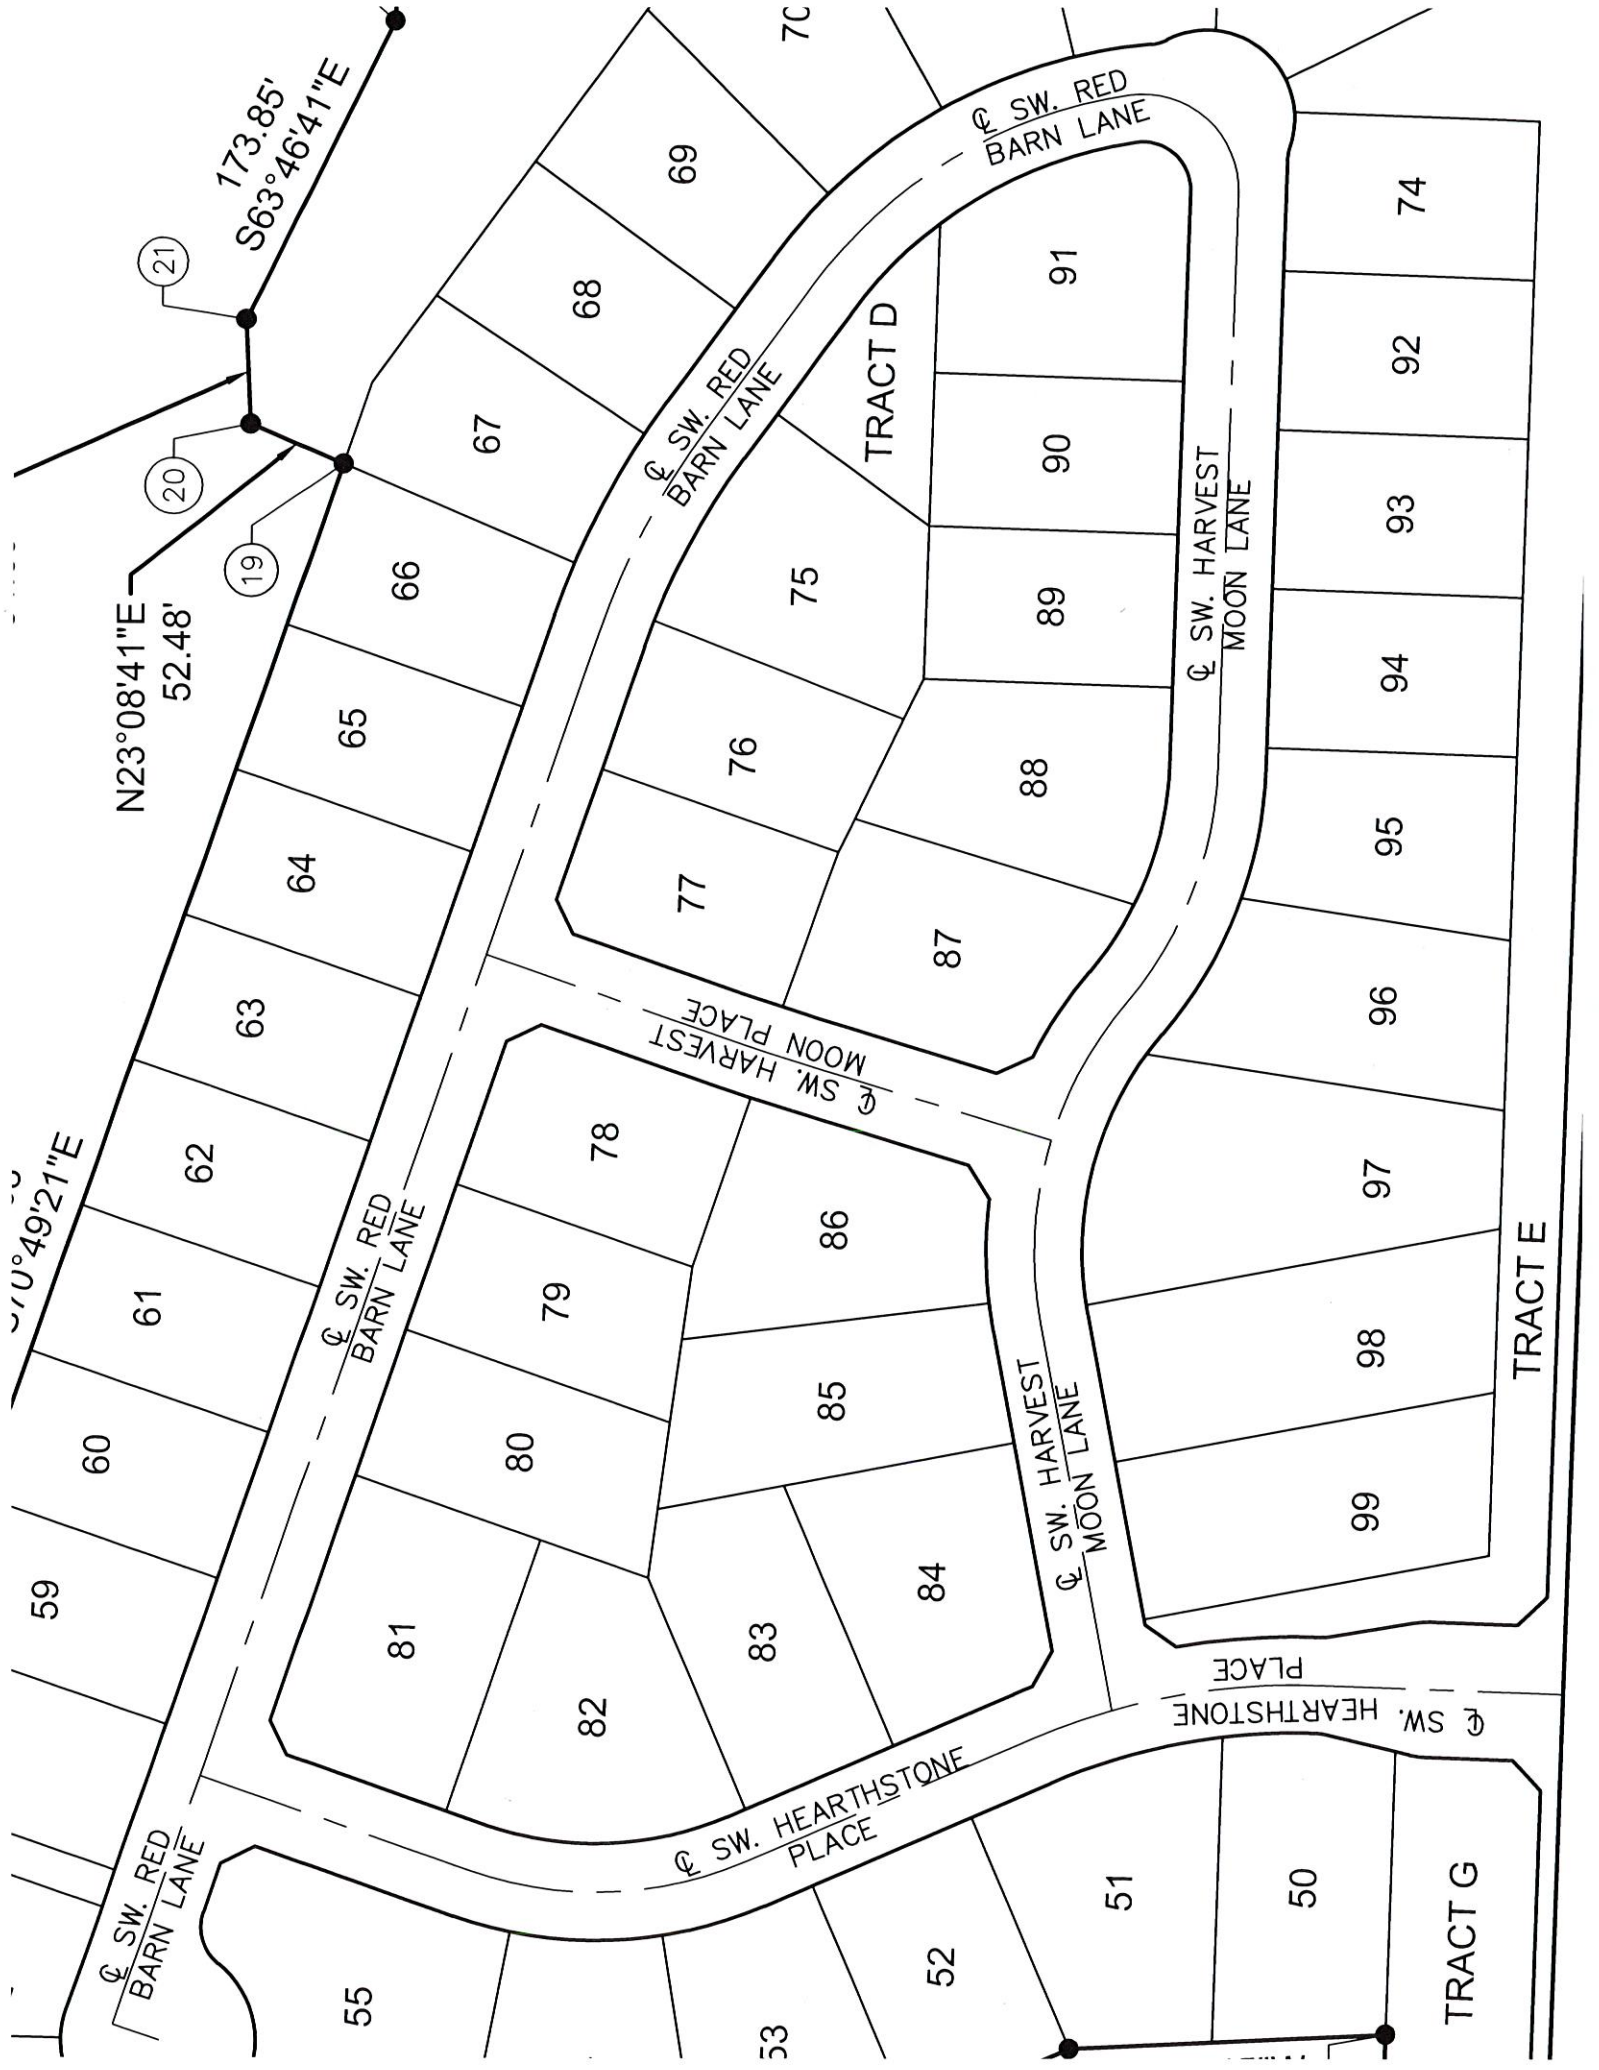 173.85'
S63°46'41"E
21
20
19
N23°08'41"E
52.48'
70°49'21"E
59
60
61
62
63
64
65
66
67
68
69
70
℄ SW. RED
BARN LANE
℄ SW. RED
BARN LANE
℄ SW. RED
BARN LANE
℄ SW. RED
BARN LANE
TRACT D
75
76
77
78
79
80
81
82
83
84
85
86
87
88
89
90
91
℄ SW. HARVEST
MOON PLACE
℄ SW. HARVEST
MOON LANE
℄ SW. HARVEST
MOON LANE
74
92
93
94
95
96
97
98
99
TRACT E
℄ SW. HEARTHSTONE
PLACE
℄ SW. HEARTHSTONE
PLACE
50
51
52
53
55
TRACT G